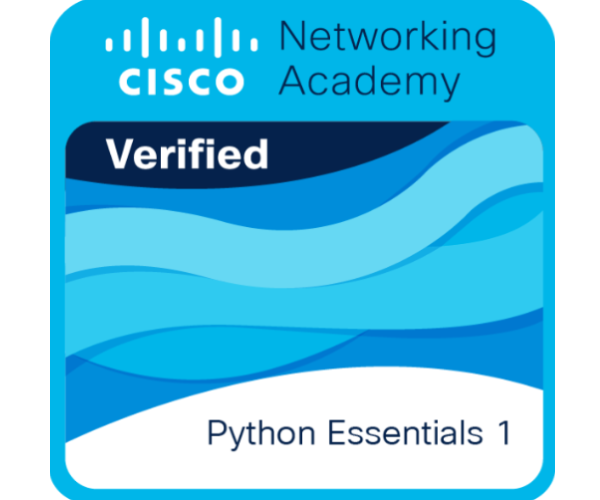 Networking
CISCO Academy
Verified
Python Essentials 1